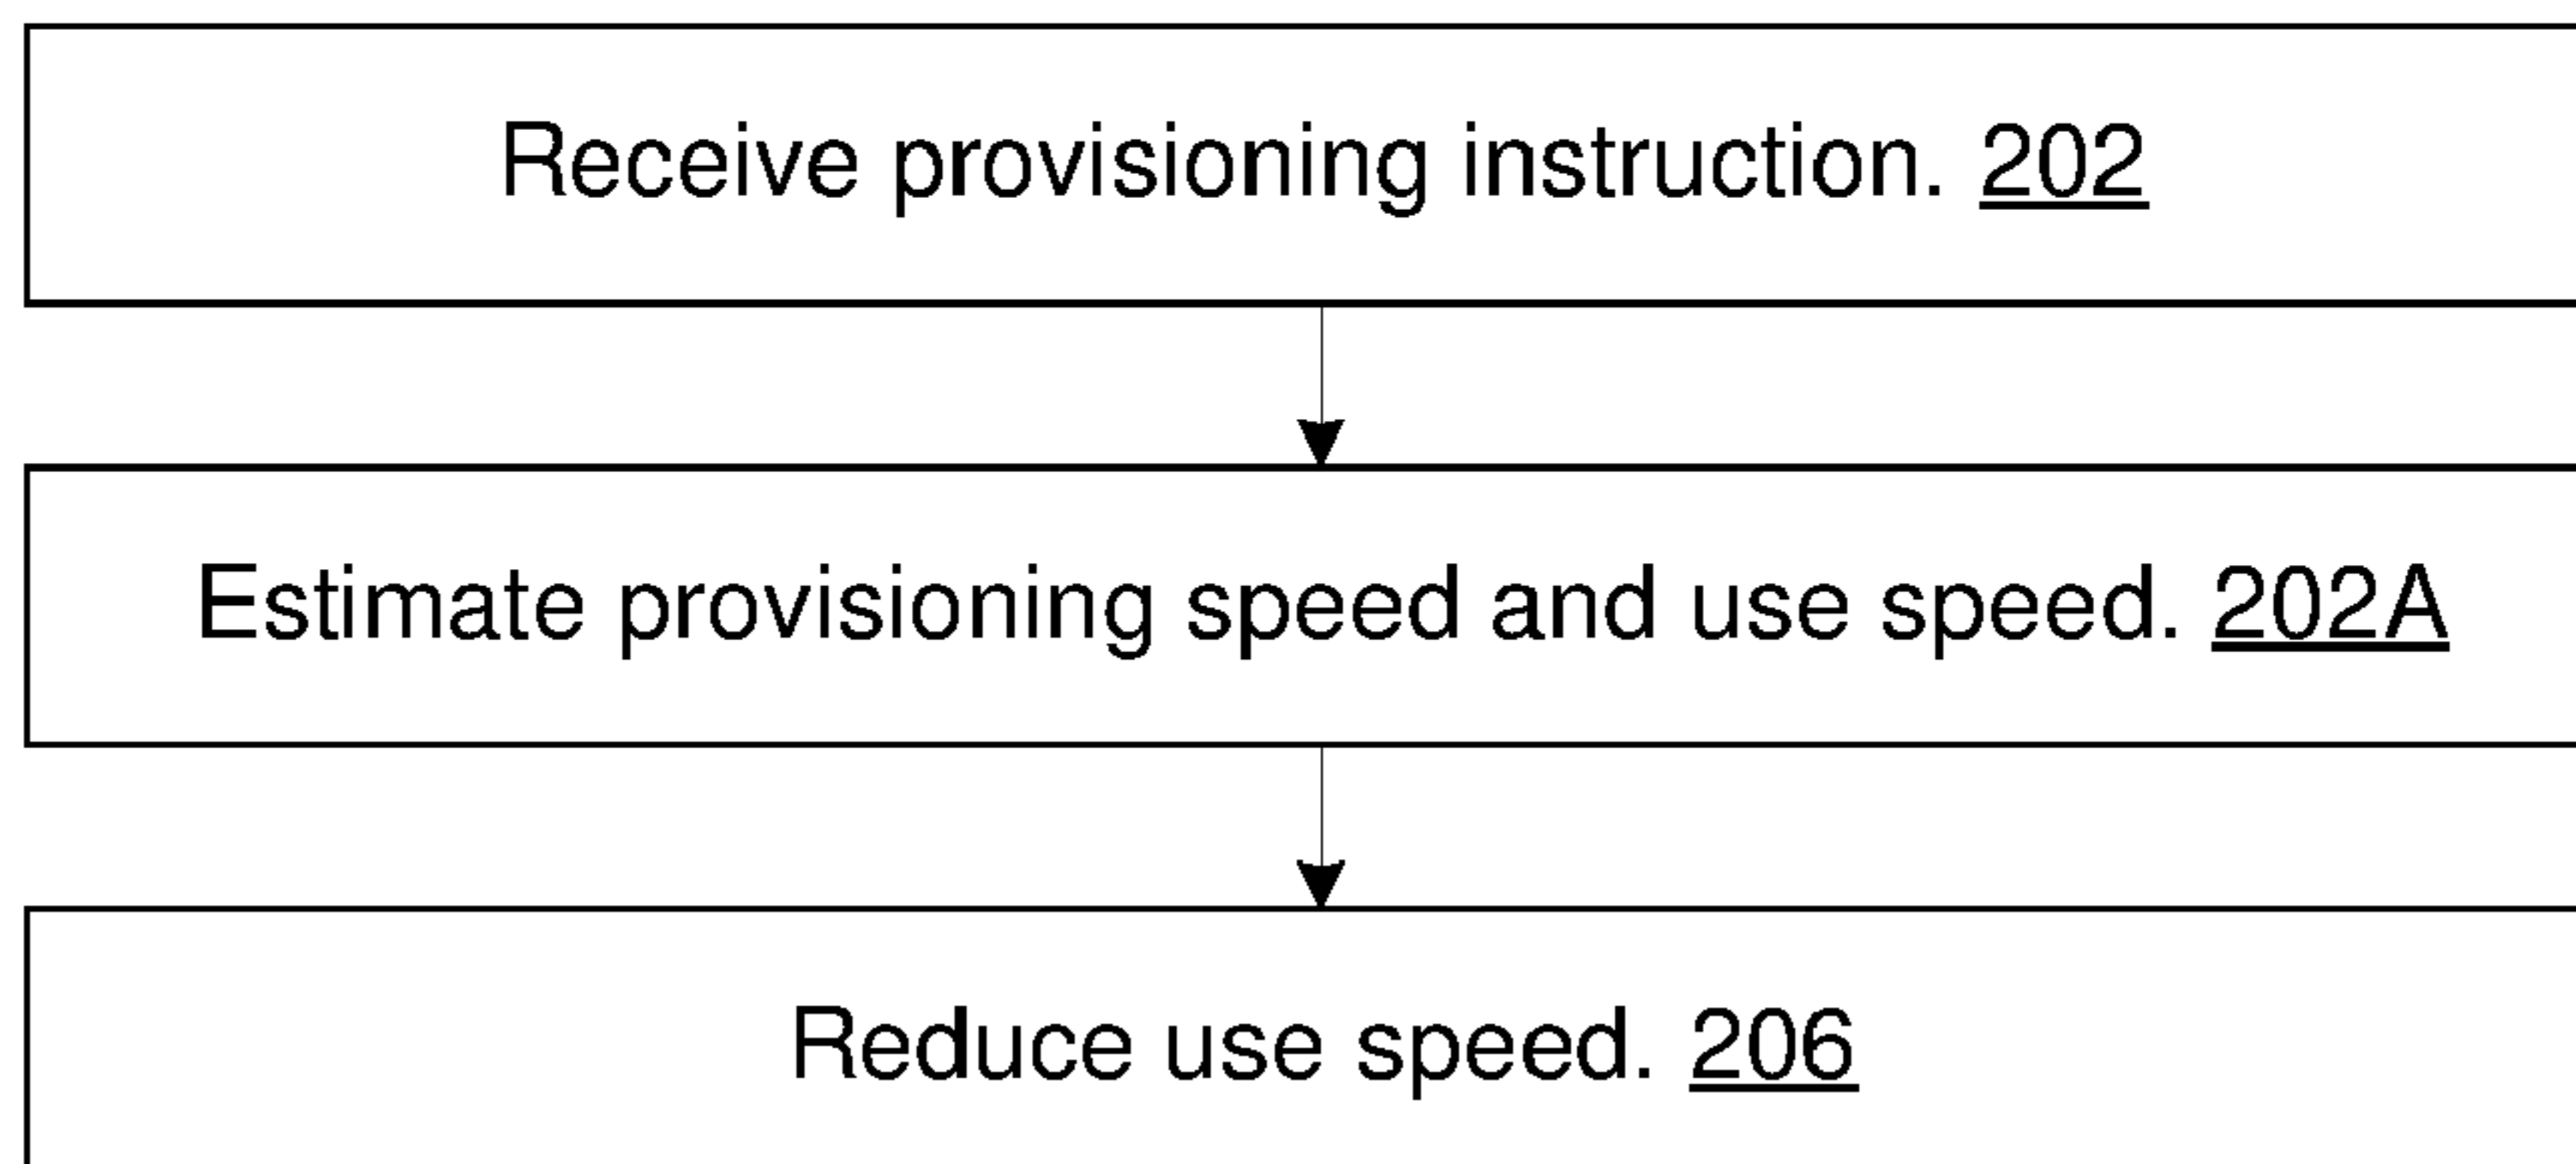 Receive provisioning instruction. 202
Estimate provisioning speed and use speed. 202A
Reduce use speed. 206